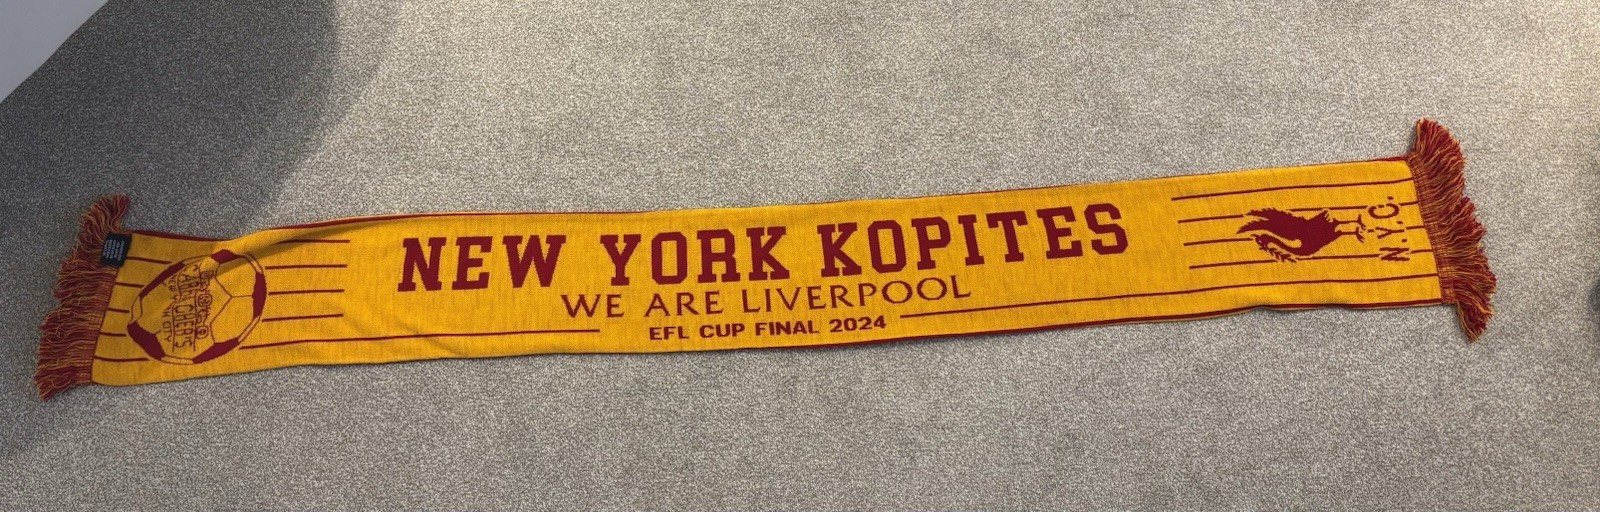 NEW YORK KOPITES
WE ARE LIVERPOOL
EFL CUP FINAL 2024
N.Y.C.